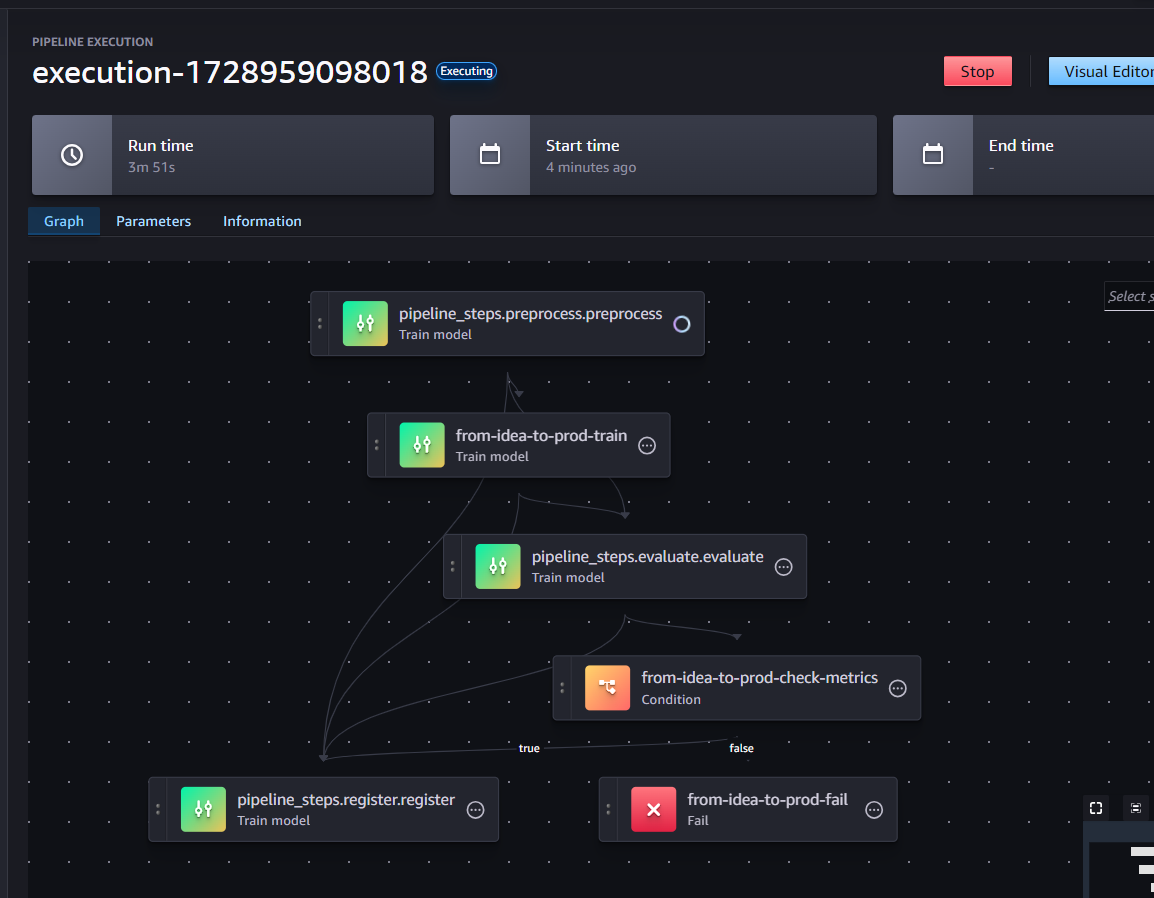 PIPELINE EXECUTION
execution-1728959098018 Executing
Stop
Visual Editor
Run time
3m 51s
Start time
4 minutes ago
End time
-
Graph Parameters Information
Select s
pipeline_steps.preprocess.preprocess
Train model
from-idea-to-prod-train
Train model
pipeline_steps.evaluate.evaluate
Train model
from-idea-to-prod-check-metrics
Condition
true false
pipeline_steps.register.register
Train model
from-idea-to-prod-fail
Fail